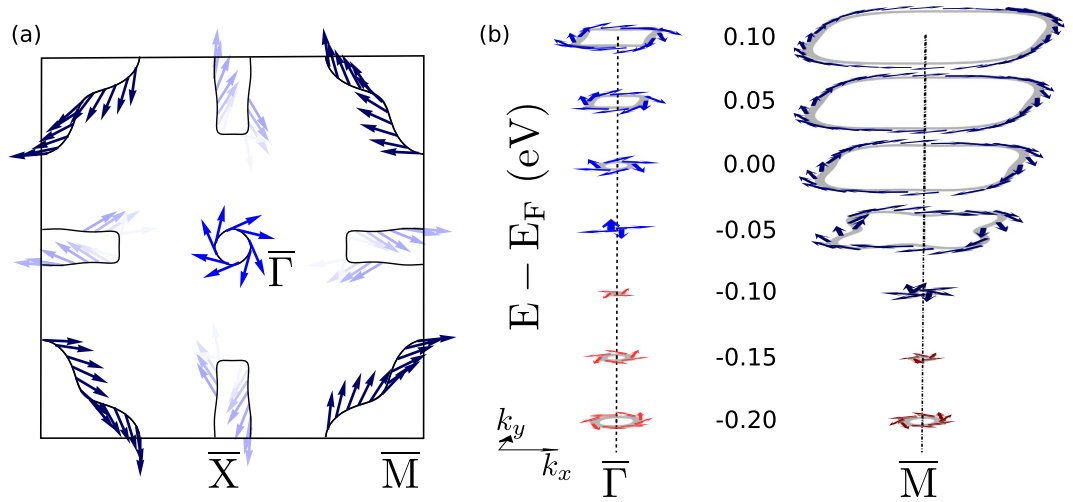 (a)
Γ̅
X̅
M̅
(b)
E − E_F (eV)
0.10
0.05
0.00
-0.05
-0.10
-0.15
-0.20
k_y
k_x
Γ̅
M̅